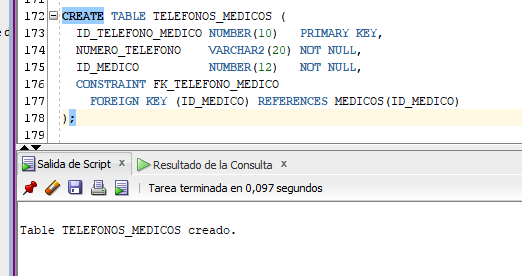 172 CREATE TABLE TELEFONOS_MEDICOS (
173 ID_TELEFONO_MEDICO NUMBER(10) PRIMARY KEY,
174 NUMERO_TELEFONO VARCHAR2(20) NOT NULL,
175 ID_MEDICO NUMBER(12) NOT NULL,
176 CONSTRAINT FK_TELEFONO_MEDICO
177 FOREIGN KEY (ID_MEDICO) REFERENCES MEDICOS(ID_MEDICO)
178 );
179
Salida de Script x Resultado de la Consulta x
Tarea terminada en 0,097 segundos
Table TELEFONOS_MEDICOS creado.